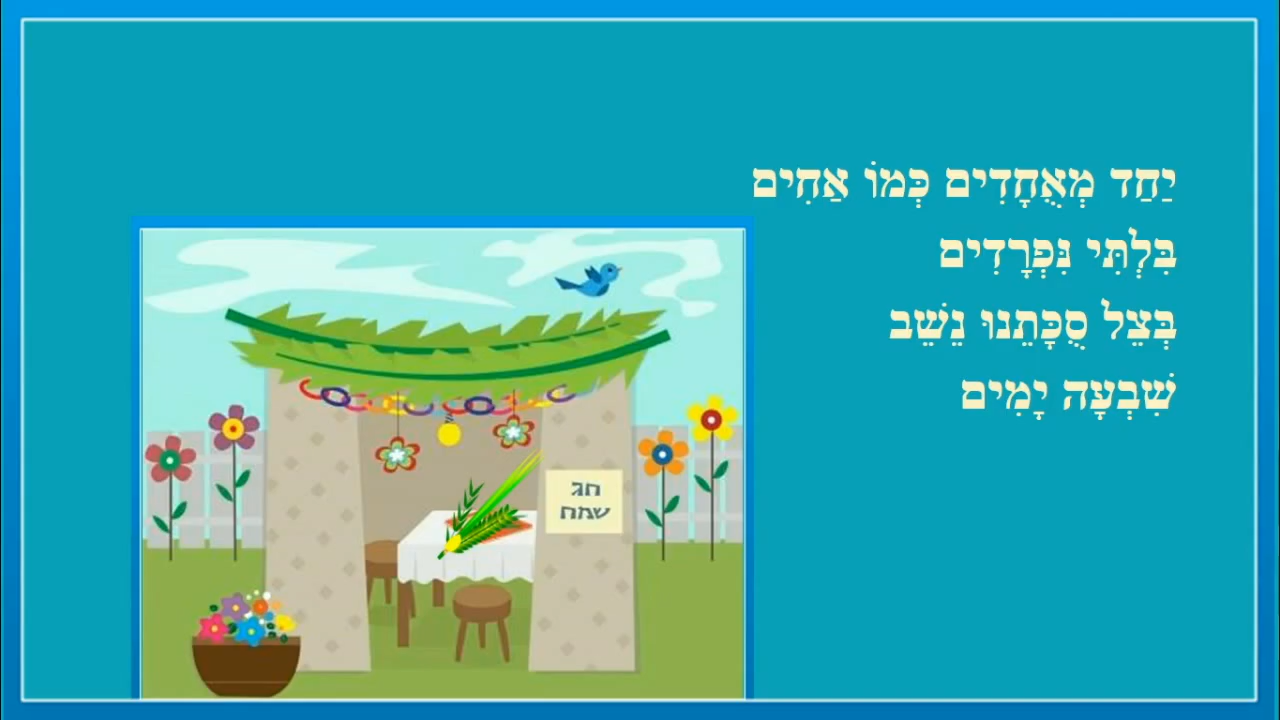 יַחַד מְאֻחָדִים כְּמוֹ אַחִים
בִּלְתִּי נִפְרָדִים
בְּצֵל סֻכָּתֵנוּ נֵשֵׁב
שִׁבְעָה יָמִים
חג
שמח